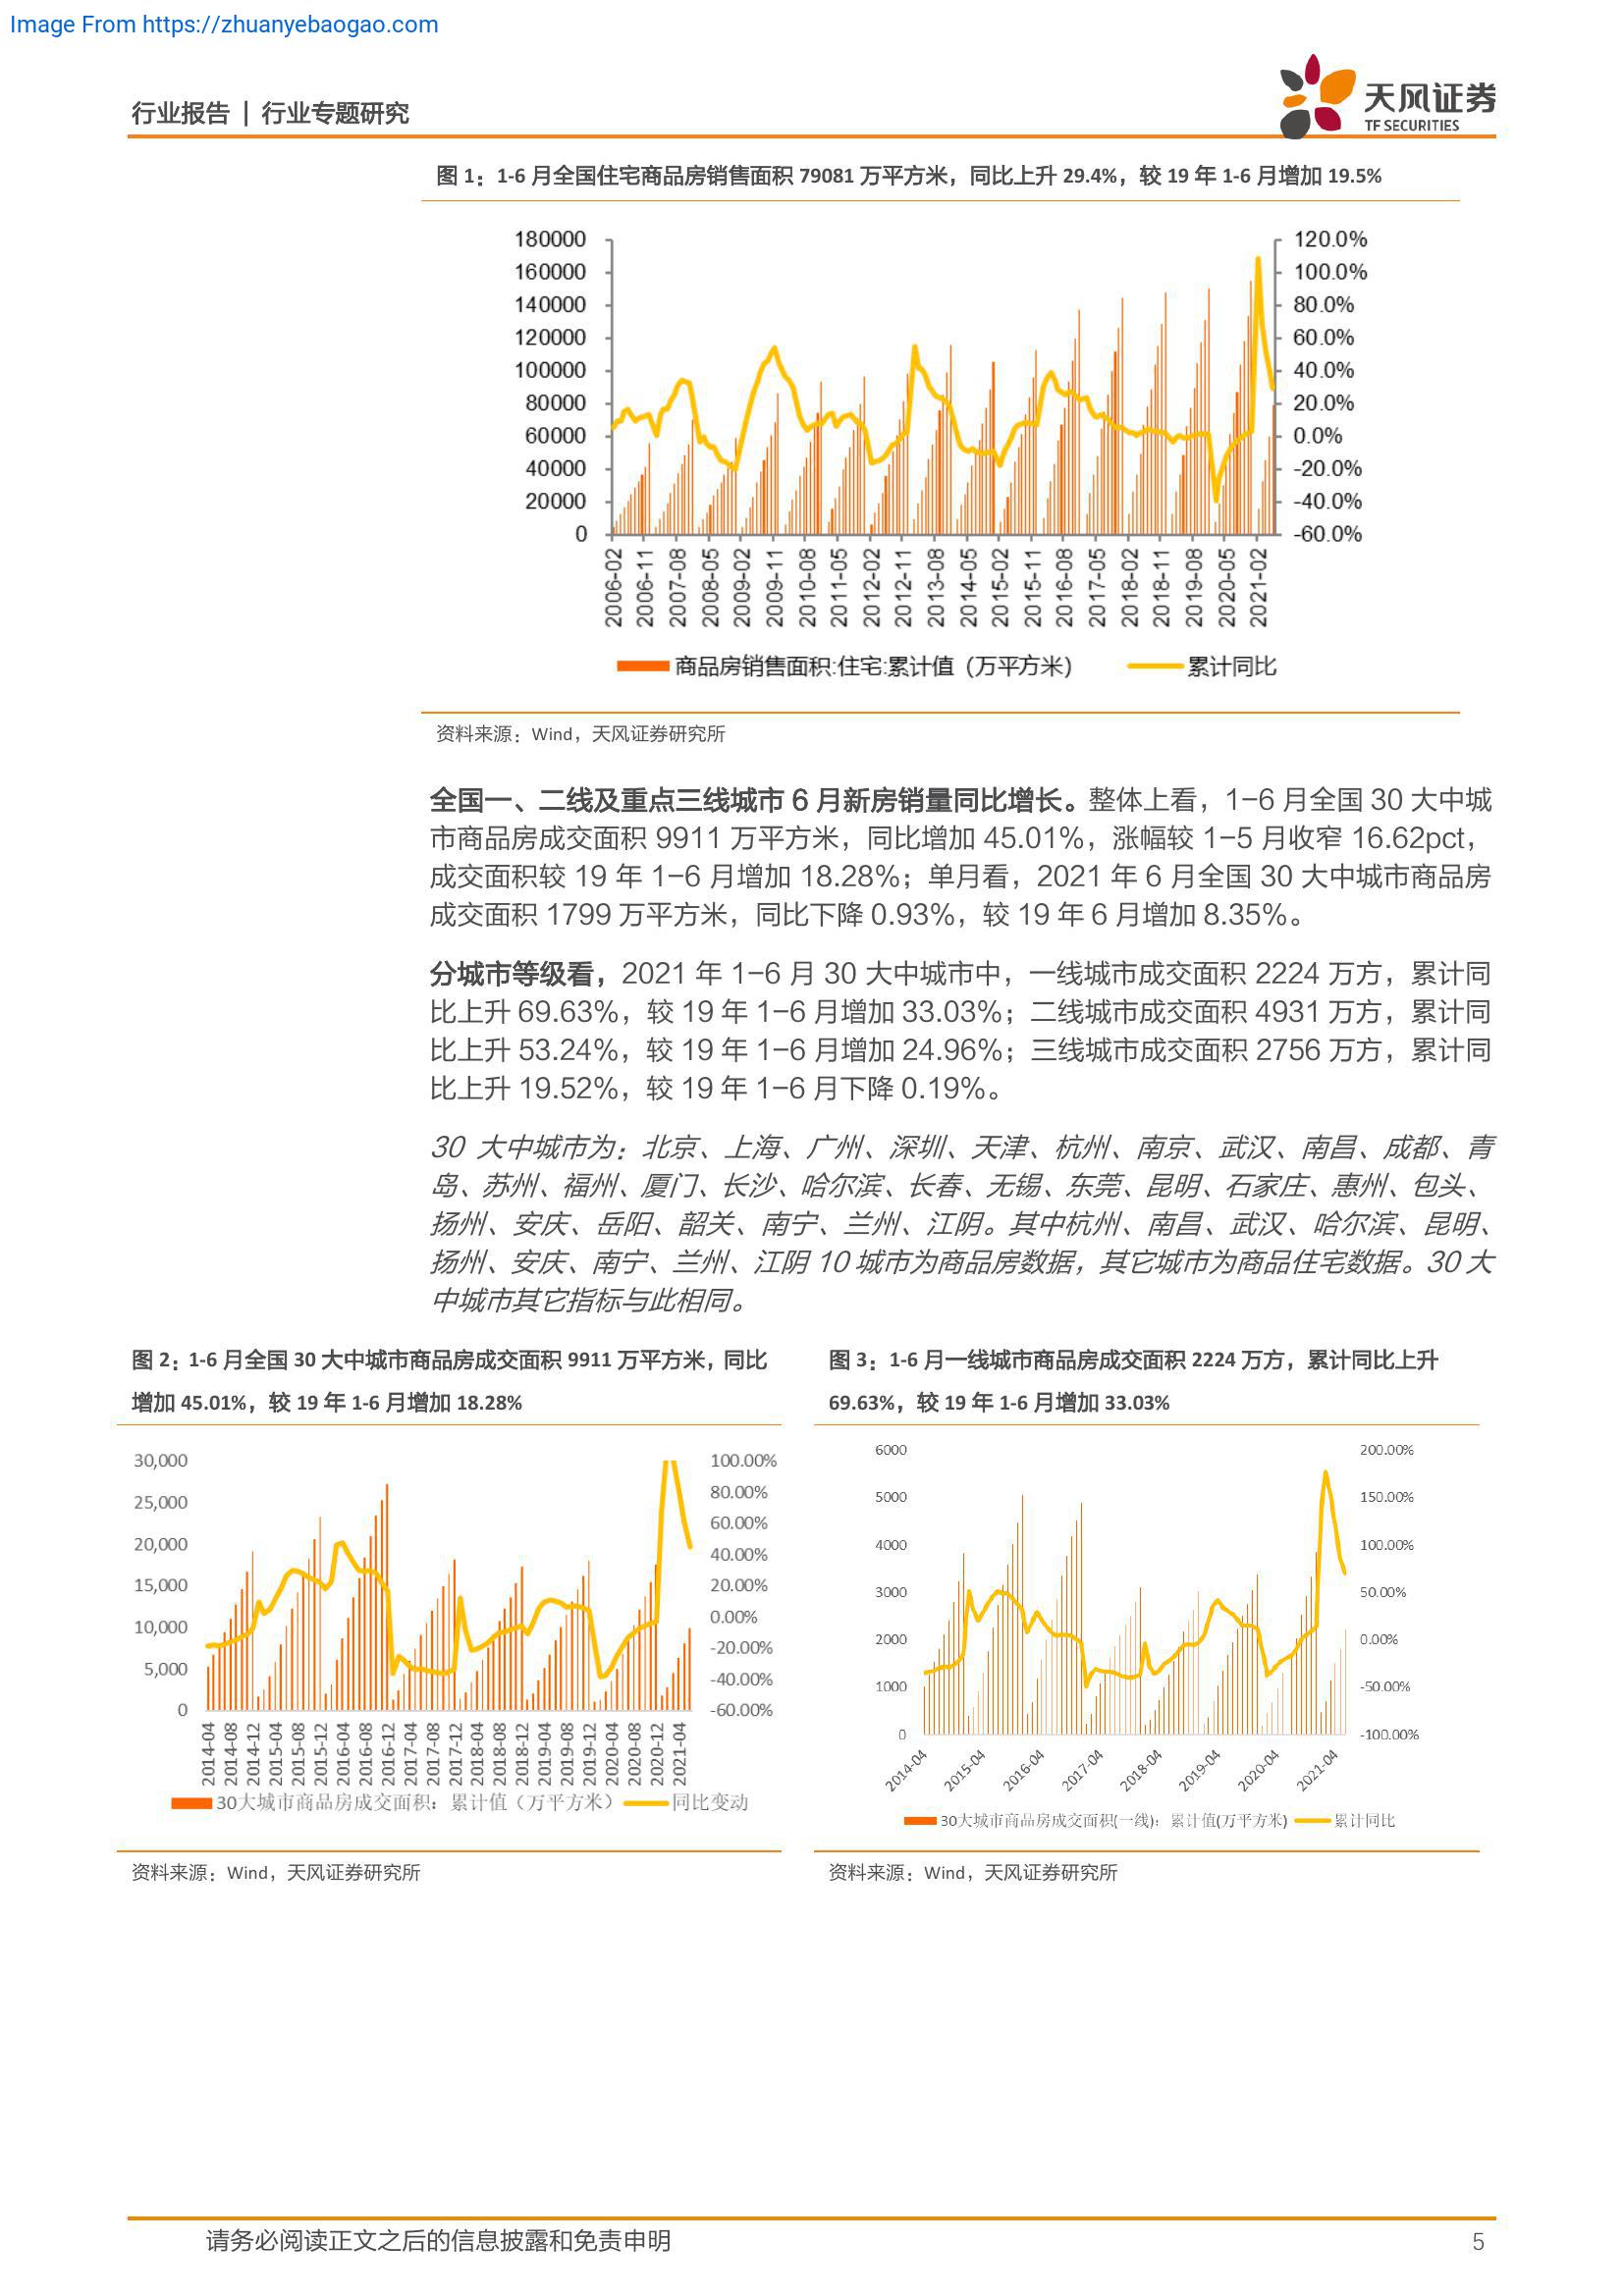 Image From https://zhuanyebaogao.com
行业报告 | 行业专题研究
天风证券
TF SECURITIES
图 1：1-6 月全国住宅商品房销售面积 79081 万平方米，同比上升 29.4%，较 19 年 1-6 月增加 19.5%
180000
160000
140000
120000
100000
80000
60000
40000
20000
0
120.0%
100.0%
80.0%
60.0%
40.0%
20.0%
0.0%
-20.0%
-40.0%
-60.0%
2006-02 2006-11 2007-08 2008-05 2009-02 2009-11 2010-08 2011-05 2012-02 2012-11 2013-08 2014-05 2015-02 2015-11 2016-08 2017-05 2018-02 2018-11 2019-08 2020-05 2021-02
商品房销售面积:住宅:累计值（万平方米） 累计同比
资料来源：Wind，天风证券研究所
全国一、二线及重点三线城市 6 月新房销量同比增长。整体上看，1-6 月全国 30 大中城
市商品房成交面积 9911 万平方米，同比增加 45.01%，涨幅较 1-5 月收窄 16.62pct，
成交面积较 19 年 1-6 月增加 18.28%；单月看，2021 年 6 月全国 30 大中城市商品房
成交面积 1799 万平方米，同比下降 0.93%，较 19 年 6 月增加 8.35%。
分城市等级看，2021 年 1-6 月 30 大中城市中，一线城市成交面积 2224 万方，累计同
比上升 69.63%，较 19 年 1-6 月增加 33.03%；二线城市成交面积 4931 万方，累计同
比上升 53.24%，较 19 年 1-6 月增加 24.96%；三线城市成交面积 2756 万方，累计同
比上升 19.52%，较 19 年 1-6 月下降 0.19%。
30 大中城市为：北京、上海、广州、深圳、天津、杭州、南京、武汉、南昌、成都、青
岛、苏州、福州、厦门、长沙、哈尔滨、长春、无锡、东莞、昆明、石家庄、惠州、包头、
扬州、安庆、岳阳、韶关、南宁、兰州、江阴。其中杭州、南昌、武汉、哈尔滨、昆明、
扬州、安庆、南宁、兰州、江阴 10 城市为商品房数据，其它城市为商品住宅数据。30 大
中城市其它指标与此相同。
图 2：1-6 月全国 30 大中城市商品房成交面积 9911 万平方米，同比
增加 45.01%，较 19 年 1-6 月增加 18.28%
30,000
25,000
20,000
15,000
10,000
5,000
0
100.00%
80.00%
60.00%
40.00%
20.00%
0.00%
-20.00%
-40.00%
-60.00%
2014-04 2014-08 2014-12 2015-04 2015-08 2015-12 2016-04 2016-08 2016-12 2017-04 2017-08 2017-12 2018-04 2018-08 2018-12 2019-04 2019-08 2019-12 2020-04 2020-08 2020-12 2021-04
30大城市商品房成交面积：累计值（万平方米） 同比变动
资料来源：Wind，天风证券研究所
图 3：1-6 月一线城市商品房成交面积 2224 万方，累计同比上升
69.63%，较 19 年 1-6 月增加 33.03%
6000
5000
4000
3000
2000
1000
0
200.00%
150.00%
100.00%
50.00%
0.00%
-50.00%
-100.00%
2014-04 2015-04 2016-04 2017-04 2018-04 2019-04 2020-04 2021-04
30大城市商品房成交面积(一线)：累计值(万平方米) 累计同比
资料来源：Wind，天风证券研究所
请务必阅读正文之后的信息披露和免责申明
5